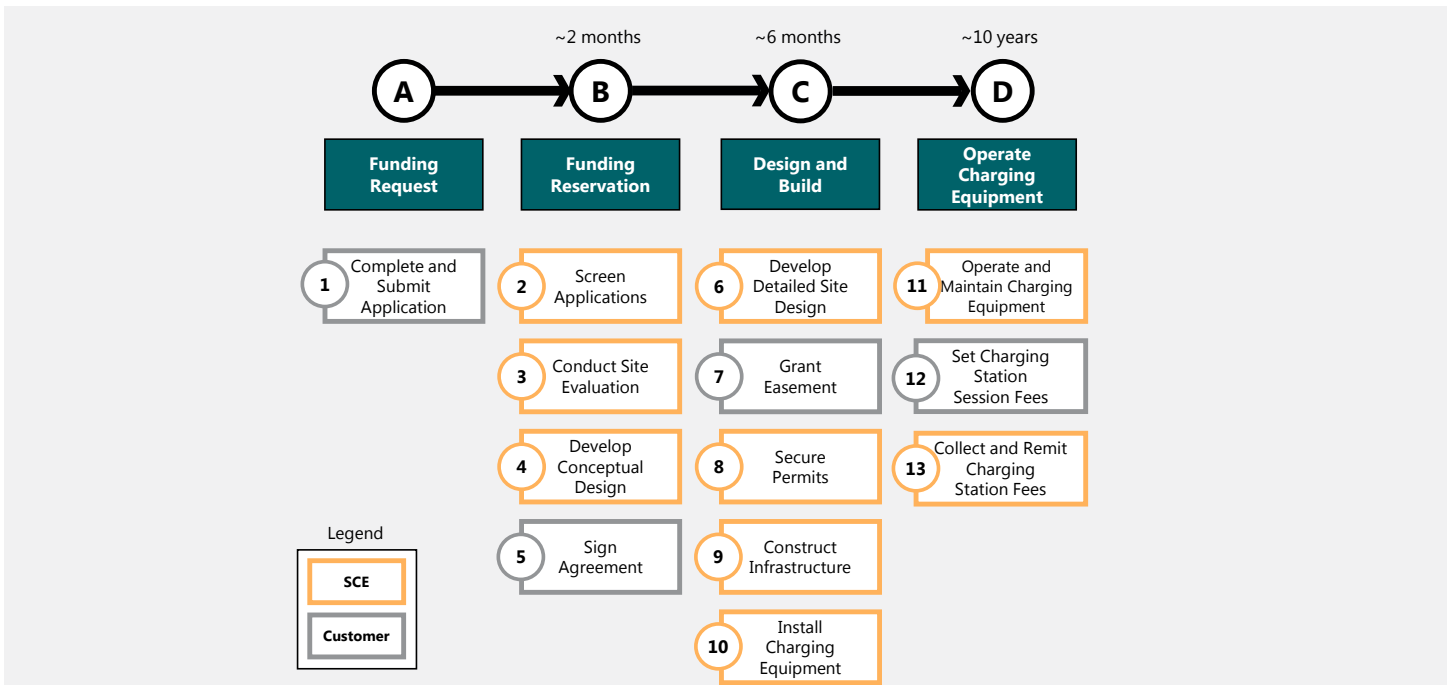 ~2 months
~6 months
~10 years
A
B
C
D
Funding
Request
Funding
Reservation
Design and
Build
Operate
Charging
Equipment
1
Complete and
Submit
Application
2
Screen
Applications
3
Conduct Site
Evaluation
4
Develop
Conceptual
Design
5
Sign
Agreement
6
Develop
Detailed Site
Design
7
Grant
Easement
8
Secure
Permits
9
Construct
Infrastructure
10
Install
Charging
Equipment
11
Operate and
Maintain Charging
Equipment
12
Set Charging
Station
Session Fees
13
Collect and Remit
Charging
Station Fees
Legend
SCE
Customer